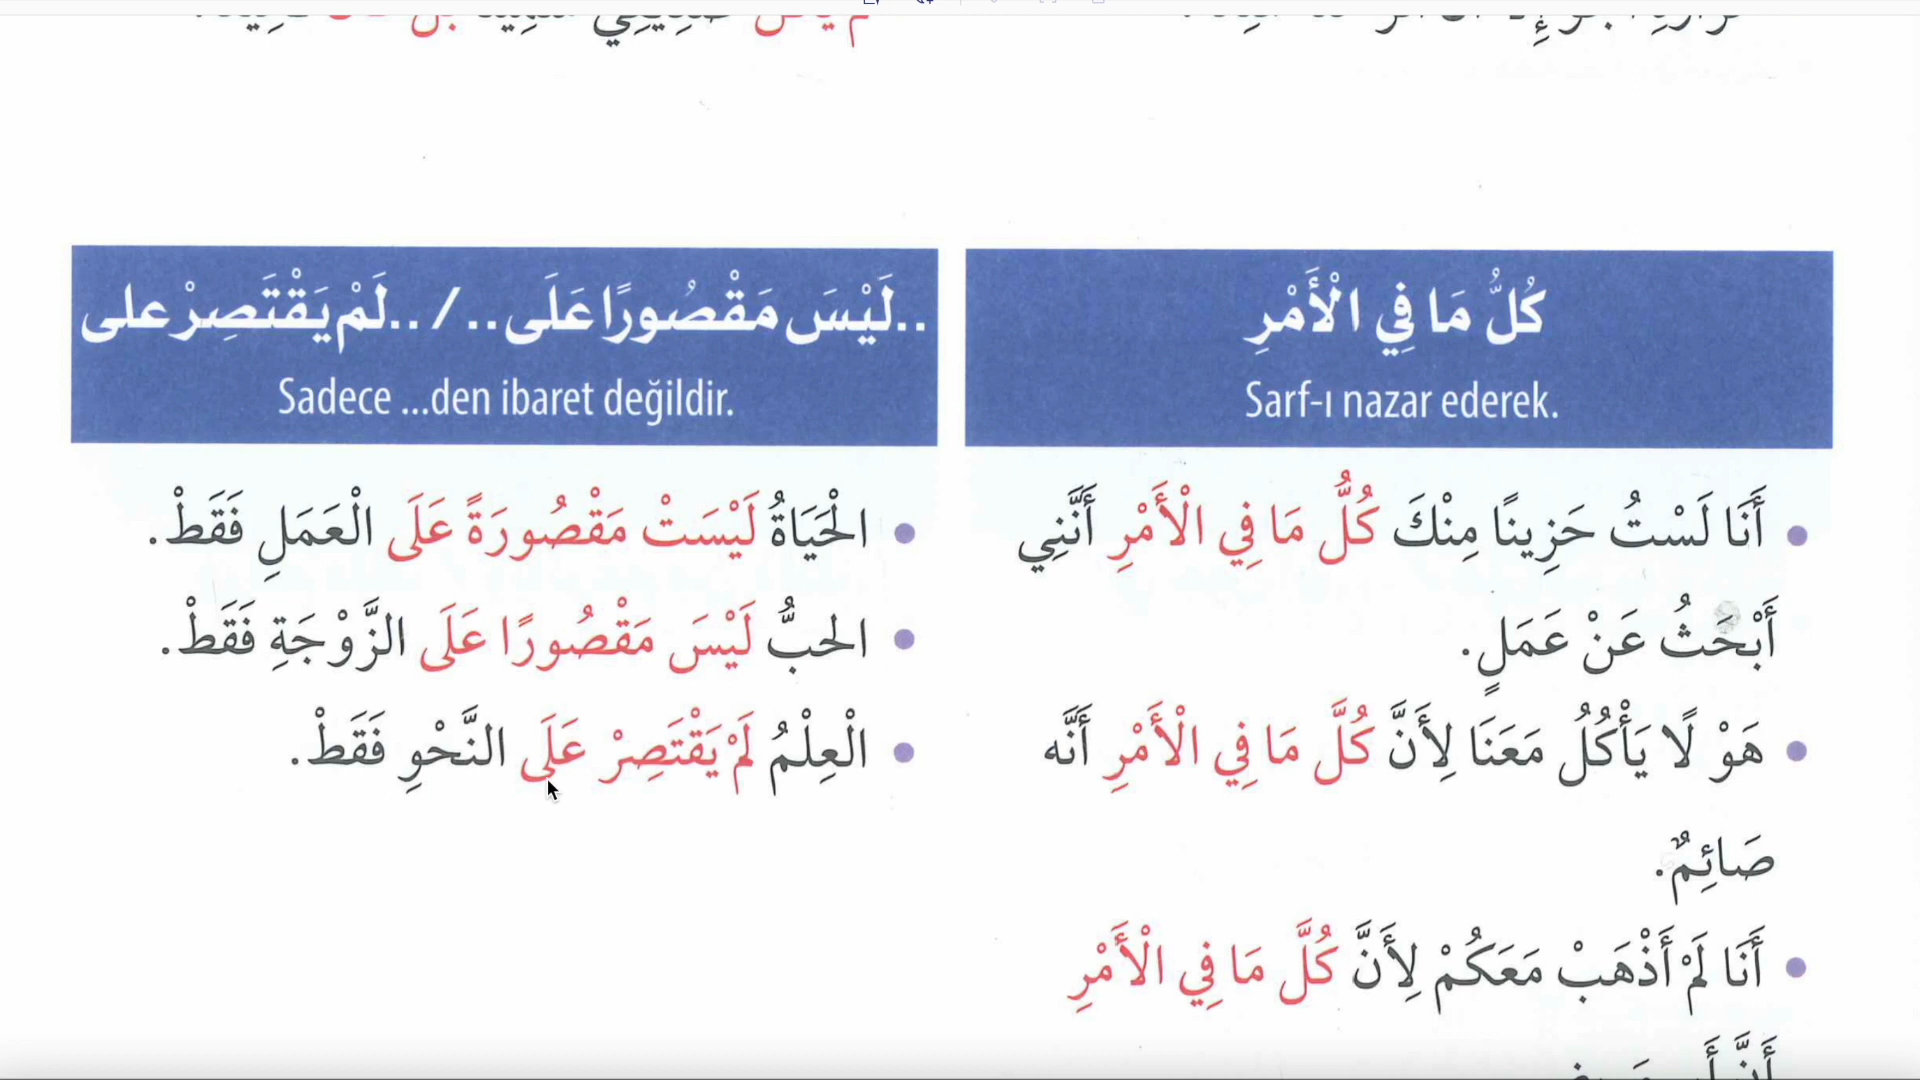 كُلُّ مَا فِي الْأَمْرِ
Sarf-ı nazar ederek.
أَنَا لَسْتُ حَزِينًا مِنْكَ كُلُّ مَا فِي الْأَمْرِ أَنَّنِي
أَبْحَثُ عَنْ عَمَلٍ.
هَوْ لًا يَأْكُلُ مَعَنَا لِأَنَّ كُلَّ مَا فِي الْأَمْرِ أَنَّه
صَائِمٌ.
أَنَا لَمْ أَذْهَبْ مَعَكُمْ لِأَنَّ كُلَّ مَا فِي الْأَمْرِ
..لَيْسَ مَقْصُورًا عَلَى.. / ..لَمْ يَقْتَصِرْ على
Sadece ...den ibaret değildir.
الْحَيَاةُ لَيْسَتْ مَقْصُورَةً عَلَى الْعَمَلِ فَقَطْ.
الحبُّ لَيْسَ مَقْصُورًا عَلَى الزَّوْجَةِ فَقَطْ.
الْعِلْمُ لَمْ يَقْتَصِرْ عَلَى النَّحْوِ فَقَطْ.